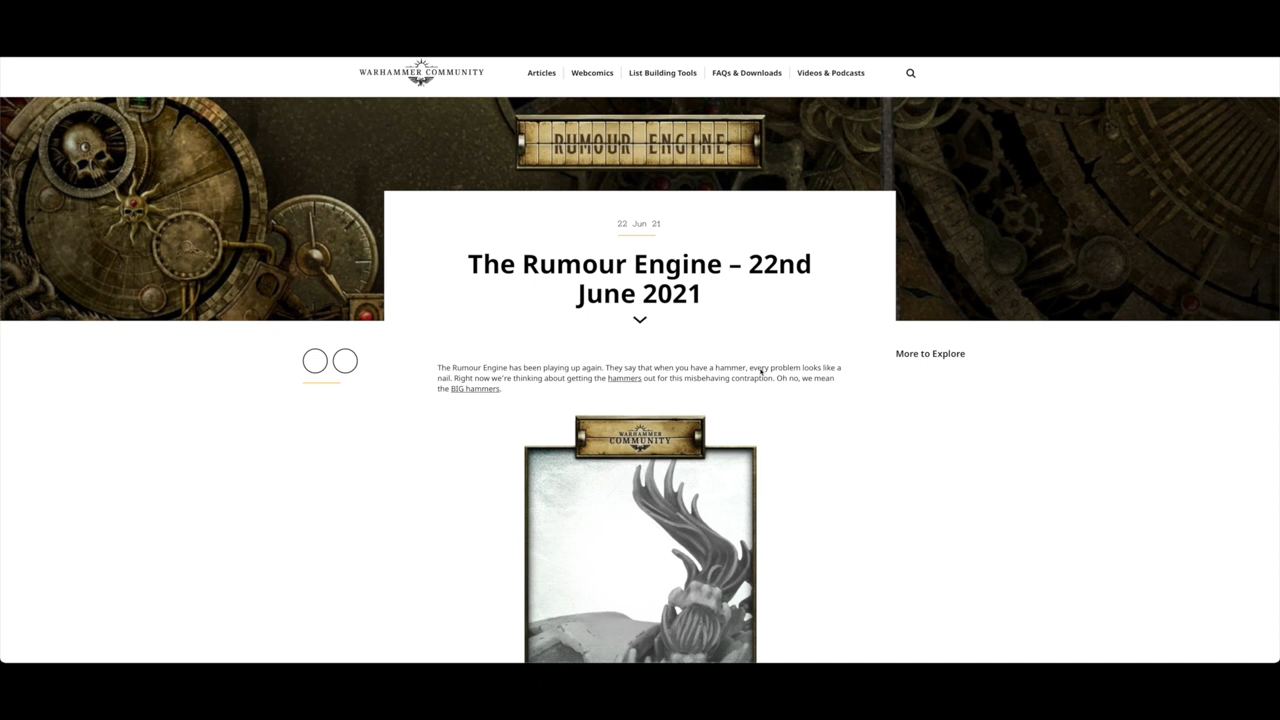 WARHAMMER COMMUNITY
Articles
Webcomics
List Building Tools
FAQs & Downloads
Videos & Podcasts
RUMOUR ENGINE
22 Jun 21
The Rumour Engine – 22nd
June 2021
More to Explore
The Rumour Engine has been playing up again. They say that when you have a hammer, every problem looks like a
nail. Right now we're thinking about getting the hammers out for this misbehaving contraption. Oh no, we mean
the BIG hammers.
WARHAMMER
COMMUNITY